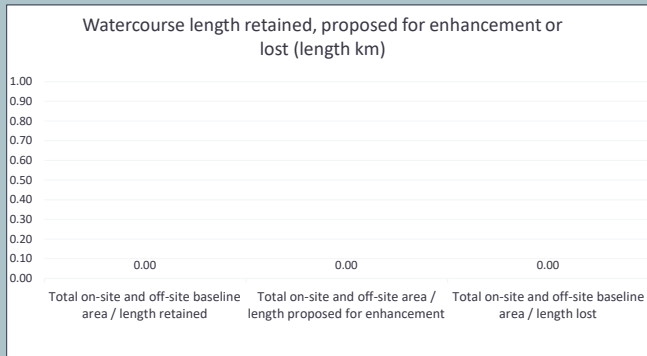 Watercourse length retained, proposed for enhancement or
lost (length km)
1.00
0.90
0.80
0.70
0.60
0.50
0.40
0.30
0.20
0.10
0.00
0.00
0.00
0.00
Total on-site and off-site baseline
area / length retained
Total on-site and off-site area /
length proposed for enhancement
Total on-site and off-site baseline
area / length lost